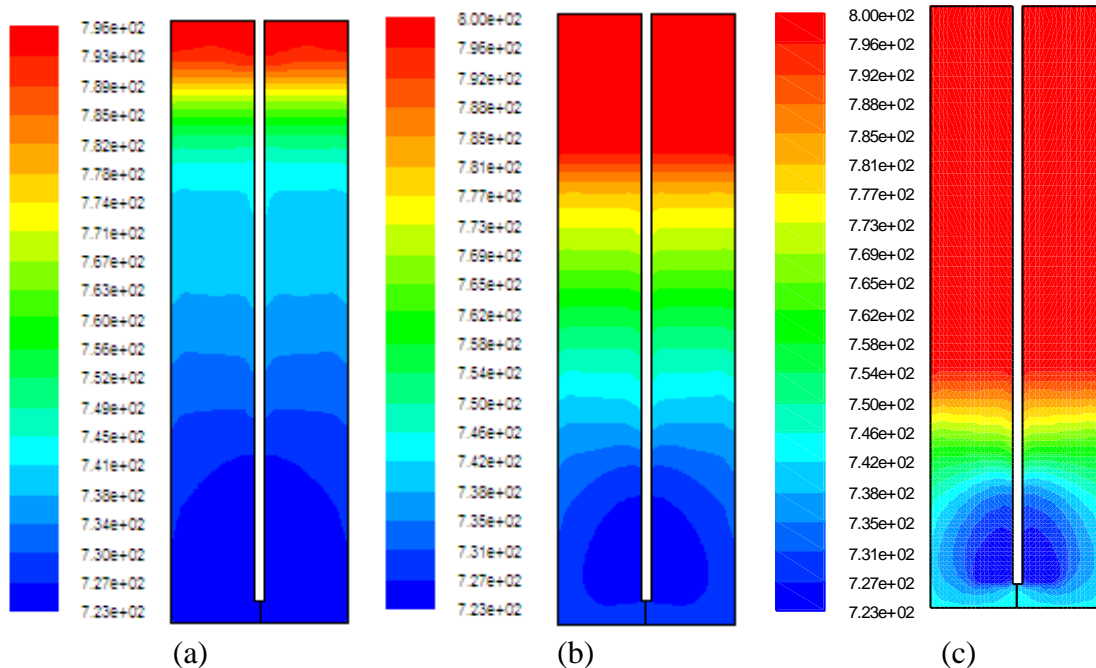 7.96e+02
7.93e+02
7.89e+02
7.85e+02
7.82e+02
7.78e+02
7.74e+02
7.71e+02
7.67e+02
7.63e+02
7.60e+02
7.56e+02
7.52e+02
7.49e+02
7.45e+02
7.41e+02
7.38e+02
7.34e+02
7.30e+02
7.27e+02
7.23e+02
(a)
8.00e+02
7.96e+02
7.92e+02
7.88e+02
7.85e+02
7.81e+02
7.77e+02
7.73e+02
7.69e+02
7.65e+02
7.62e+02
7.58e+02
7.54e+02
7.50e+02
7.46e+02
7.42e+02
7.38e+02
7.35e+02
7.31e+02
7.27e+02
7.23e+02
(b)
8.00e+02
7.96e+02
7.92e+02
7.88e+02
7.85e+02
7.81e+02
7.77e+02
7.73e+02
7.69e+02
7.65e+02
7.62e+02
7.58e+02
7.54e+02
7.50e+02
7.46e+02
7.42e+02
7.38e+02
7.35e+02
7.31e+02
7.27e+02
7.23e+02
(c)